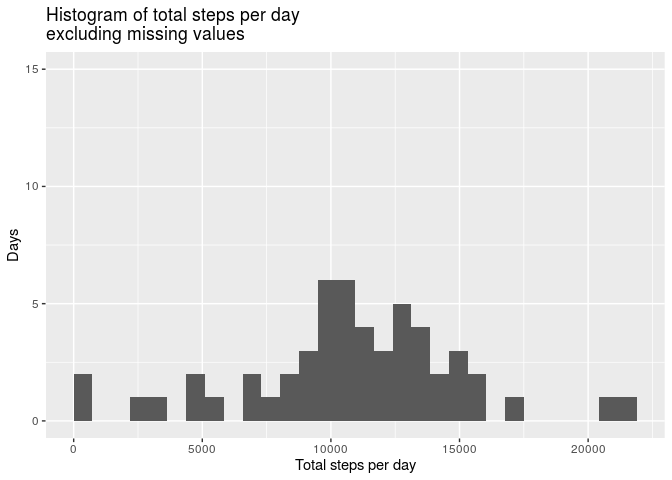 Histogram of total steps per day
excluding missing values
15
10
5
0
Days
0 5000 10000 15000 20000
Total steps per day